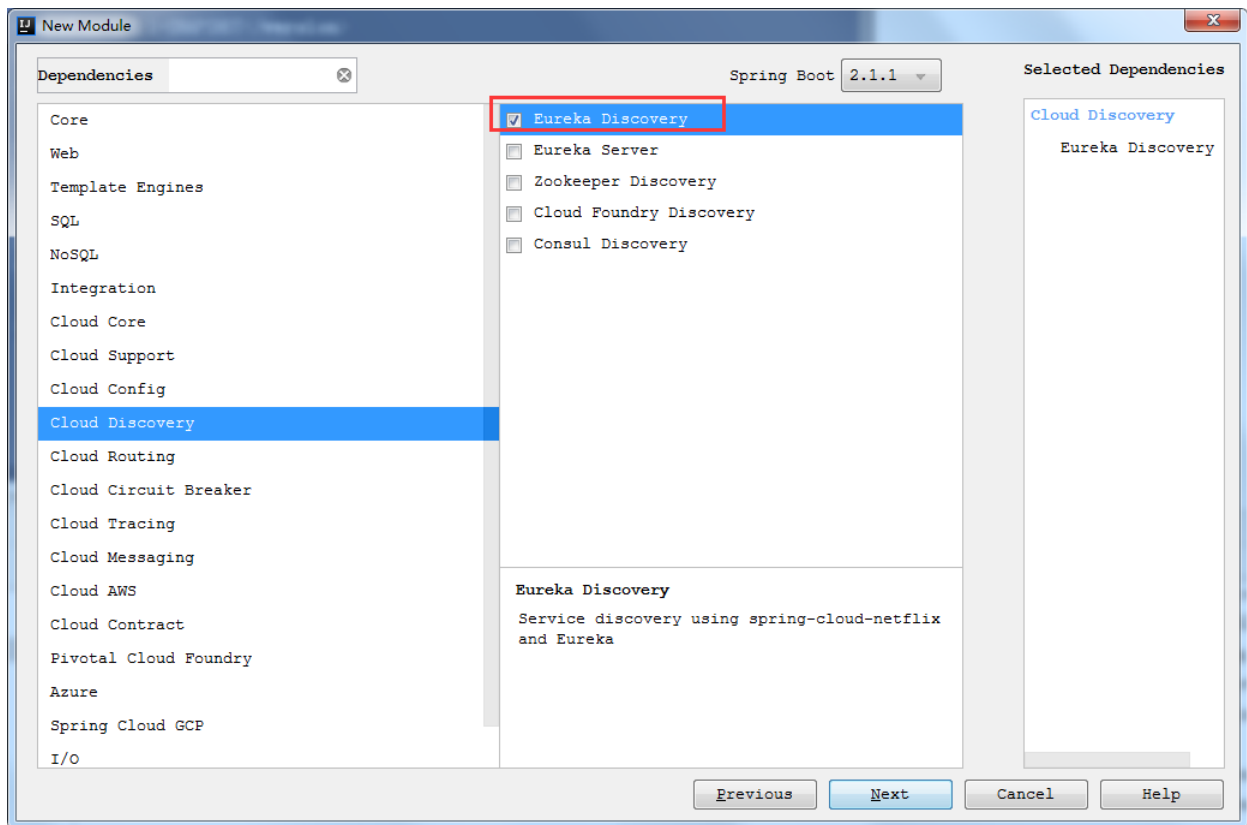 New Module
Dependencies
Spring Boot 2.1.1
Selected Dependencies
Core
Web
Template Engines
SQL
NoSQL
Integration
Cloud Core
Cloud Support
Cloud Config
Cloud Discovery
Cloud Routing
Cloud Circuit Breaker
Cloud Tracing
Cloud Messaging
Cloud AWS
Cloud Contract
Pivotal Cloud Foundry
Azure
Spring Cloud GCP
I/O
Eureka Discovery
Eureka Server
Zookeeper Discovery
Cloud Foundry Discovery
Consul Discovery
Eureka Discovery
Service discovery using spring-cloud-netflix
and Eureka
Cloud Discovery
Eureka Discovery
Previous
Next
Cancel
Help